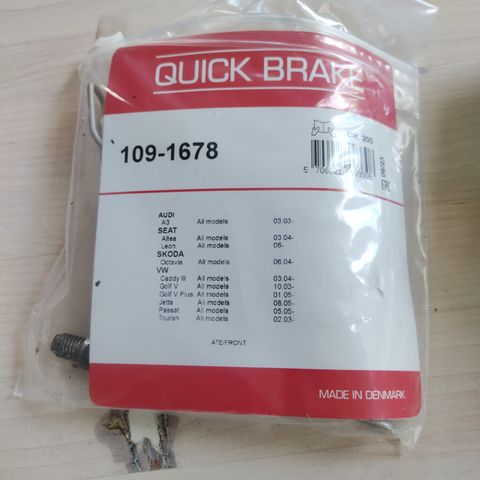 QUICK BRAKE
109-1678
AUDI
A3 All models 03.03-
SEAT
Altea All models 03.04-
Leon All models 06-
SKODA
Octavia All models 06.04-
VW
Caddy III All models 03.04-
Golf V All models 10.03-
Golf V Plus All models 01.05-
Jetta All models 08.05-
Passat All models 05.05-
Touran All models 02.03-
ATE/FRONT
MADE IN DENMARK